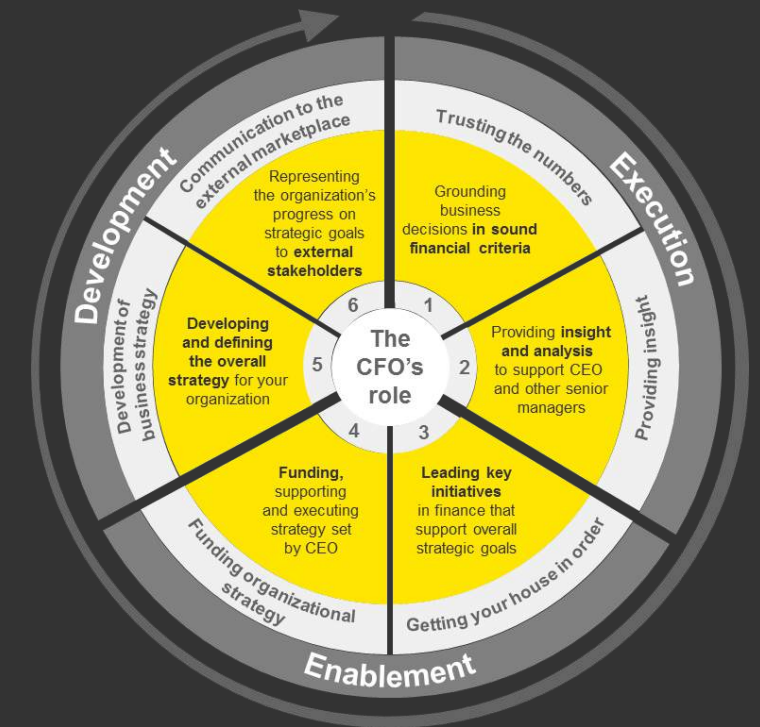 The
CFO's
role
Execution
Trusting the numbers
1
Grounding
business
decisions in sound
financial criteria
Providing insight
2
Providing insight
and analysis
to support CEO
and other senior
managers
Enablement
Getting your house in order
3
Leading key
initiatives
in finance that
support overall
strategic goals
Funding organizational
strategy
4
Funding,
supporting
and executing
strategy set
by CEO
Development
Development of
business strategy
5
Developing
and defining
the overall
strategy for your
organization
Communication to the
external marketplace
6
Representing
the organization's
progress on
strategic goals
to external
stakeholders